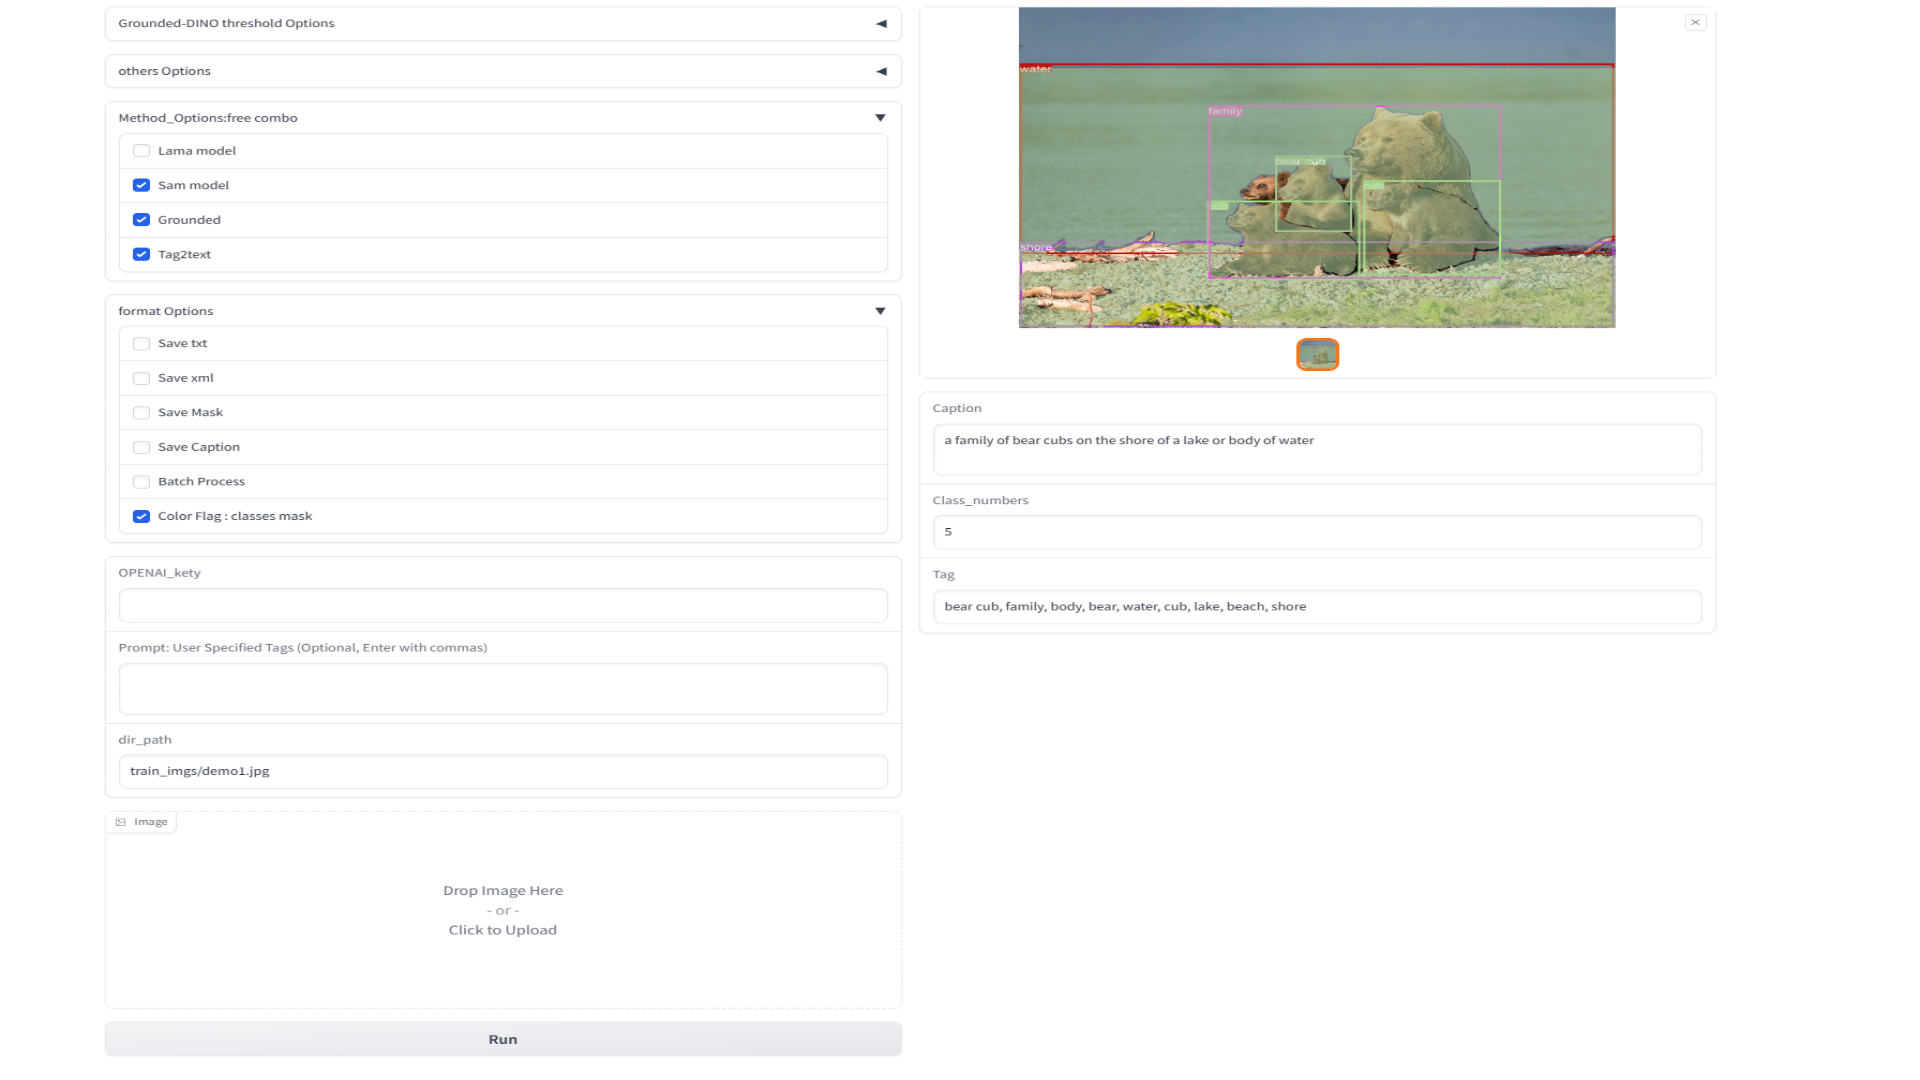 Grounded-DINO threshold Options
others Options
Method_Options:free combo
Lama model
Sam model
Grounded
Tag2text
format Options
Save txt
Save xml
Save Mask
Save Caption
Batch Process
Color Flag : classes mask
OPENAI_kety
Prompt: User Specified Tags (Optional, Enter with commas)
dir_path
train_imgs/demo1.jpg
Image
Drop Image Here
- or -
Click to Upload
Run
water
family
bear cub
cub
cub
shore
Caption
a family of bear cubs on the shore of a lake or body of water
Class_numbers
5
Tag
bear cub, family, body, bear, water, cub, lake, beach, shore